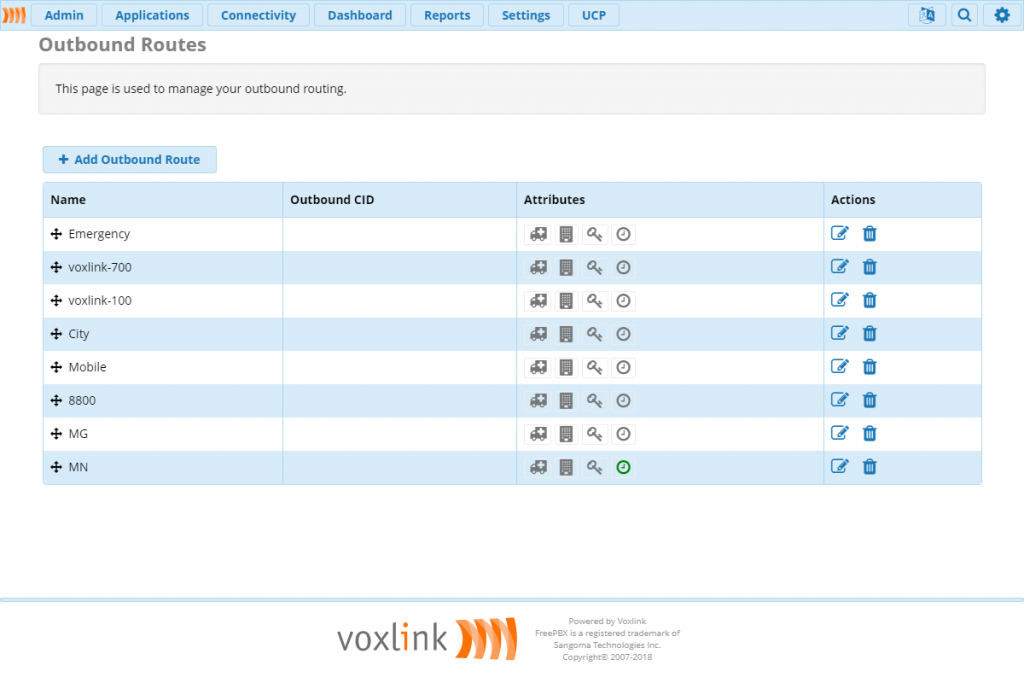 Admin Applications Connectivity Dashboard Reports Settings UCP
Outbound Routes
This page is used to manage your outbound routing.
Add Outbound Route
Name Outbound CID Attributes Actions
Emergency
voxlink-700
voxlink-100
City
Mobile
8800
MG
MN
voxlink
Powered by Voxlink
FreePBX is a registered trademark of
Sangoma Technologies Inc.
Copyright© 2007-2018